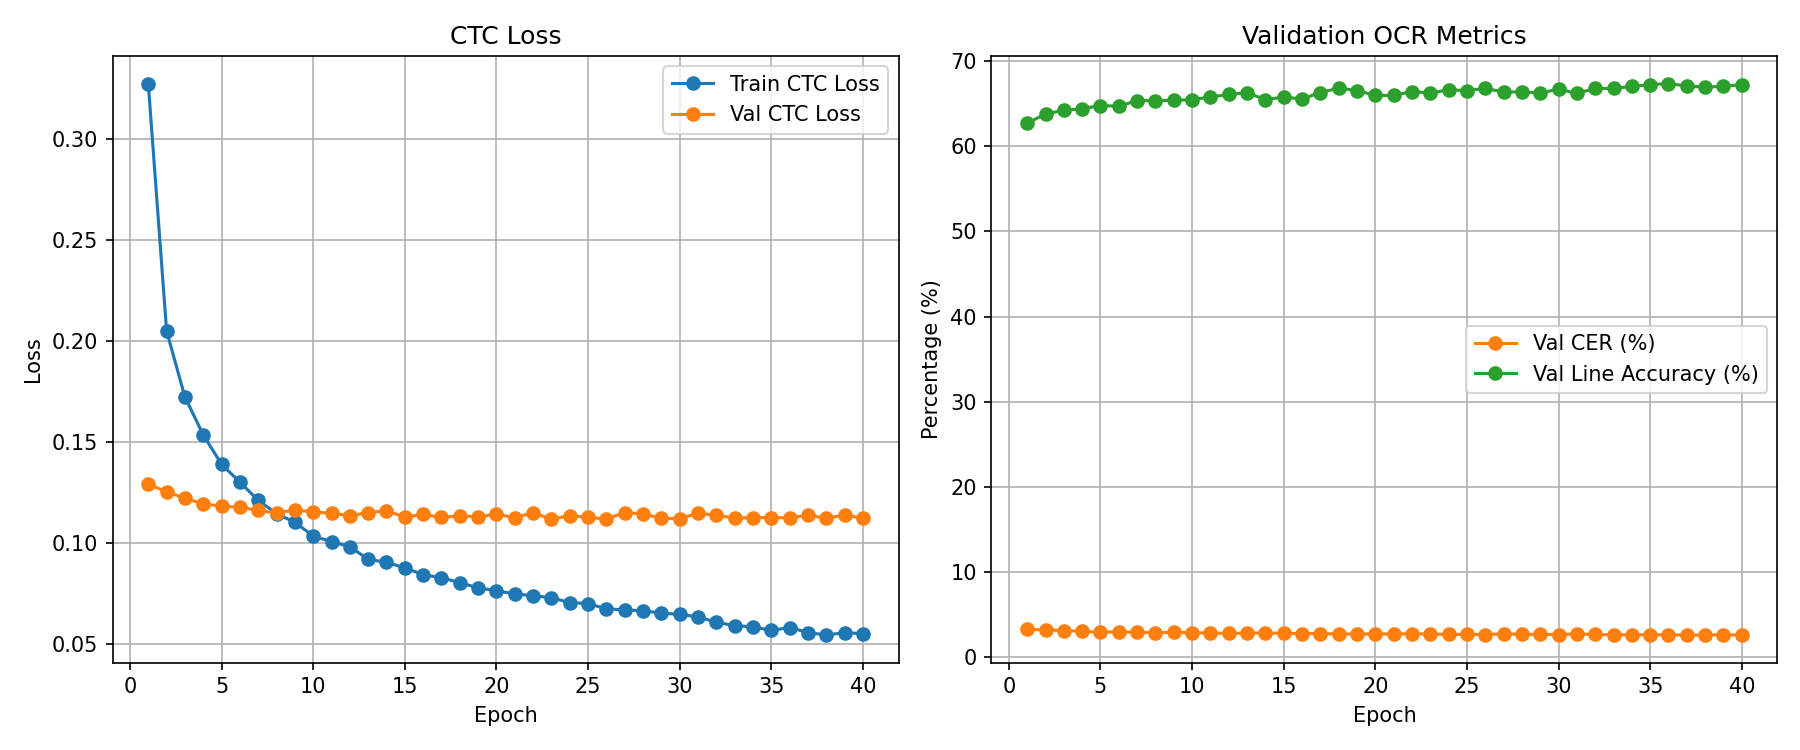 CTC Loss
Train CTC Loss
Val CTC Loss
0.30
0.25
0.20
0.15
0.10
0.05
Loss
0 5 10 15 20 25 30 35 40
Epoch
Validation OCR Metrics
70
60
50
40
30
20
10
0
Percentage (%)
Val CER (%)
Val Line Accuracy (%)
0 5 10 15 20 25 30 35 40
Epoch